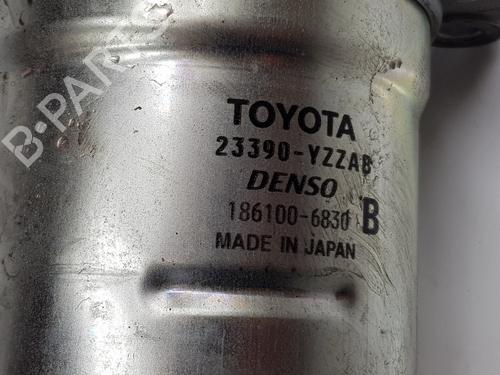 B-PARTS
TOYOTA
23390-YZZAB
DENSO
186100-6830 B
MADE IN JAPAN